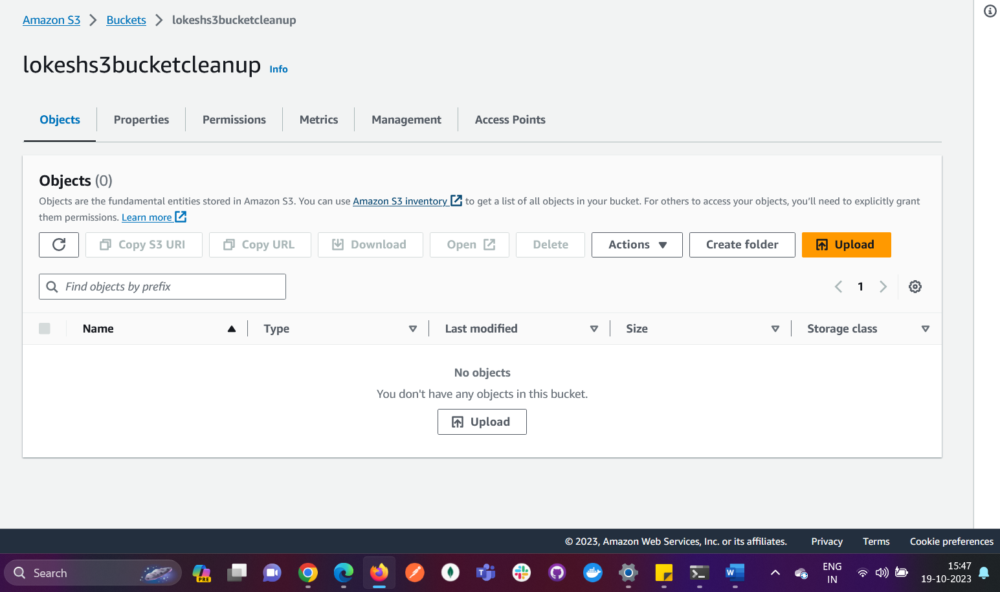 Amazon S3 > Buckets > lokeshs3bucketcleanup
lokeshs3bucketcleanup Info
Objects Properties Permissions Metrics Management Access Points
Objects (0)
Objects are the fundamental entities stored in Amazon S3. You can use Amazon S3 inventory to get a list of all objects in your bucket. For others to access your objects, you’ll need to explicitly grant
them permissions. Learn more
Copy S3 URI Copy URL Download Open Delete Actions Create folder Upload
Find objects by prefix 1
Name Type Last modified Size Storage class
No objects
You don't have any objects in this bucket.
Upload
© 2023, Amazon Web Services, Inc. or its affiliates. Privacy Terms Cookie preferences
Search PRE ENG 15:47
IN 19-10-2023